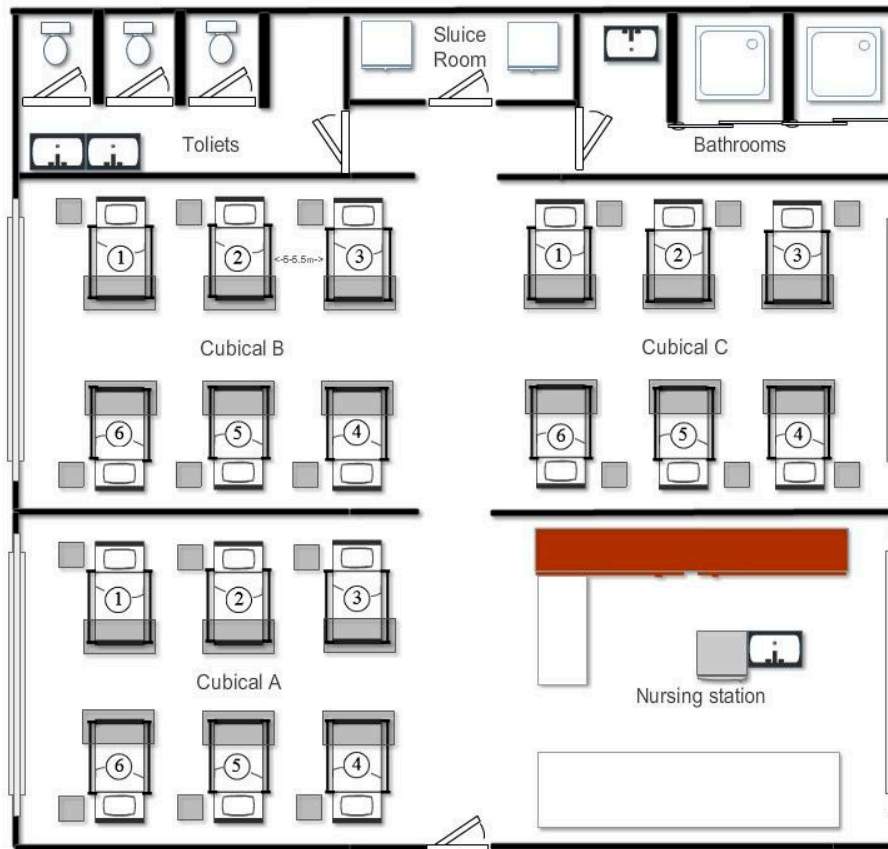 Sluice
Room
Toliets
Bathrooms
1
2
<-5-5.5m->
3
1
2
3
Cubical B
Cubical C
6
5
4
6
5
4
1
2
3
Cubical A
Nursing station
6
5
4